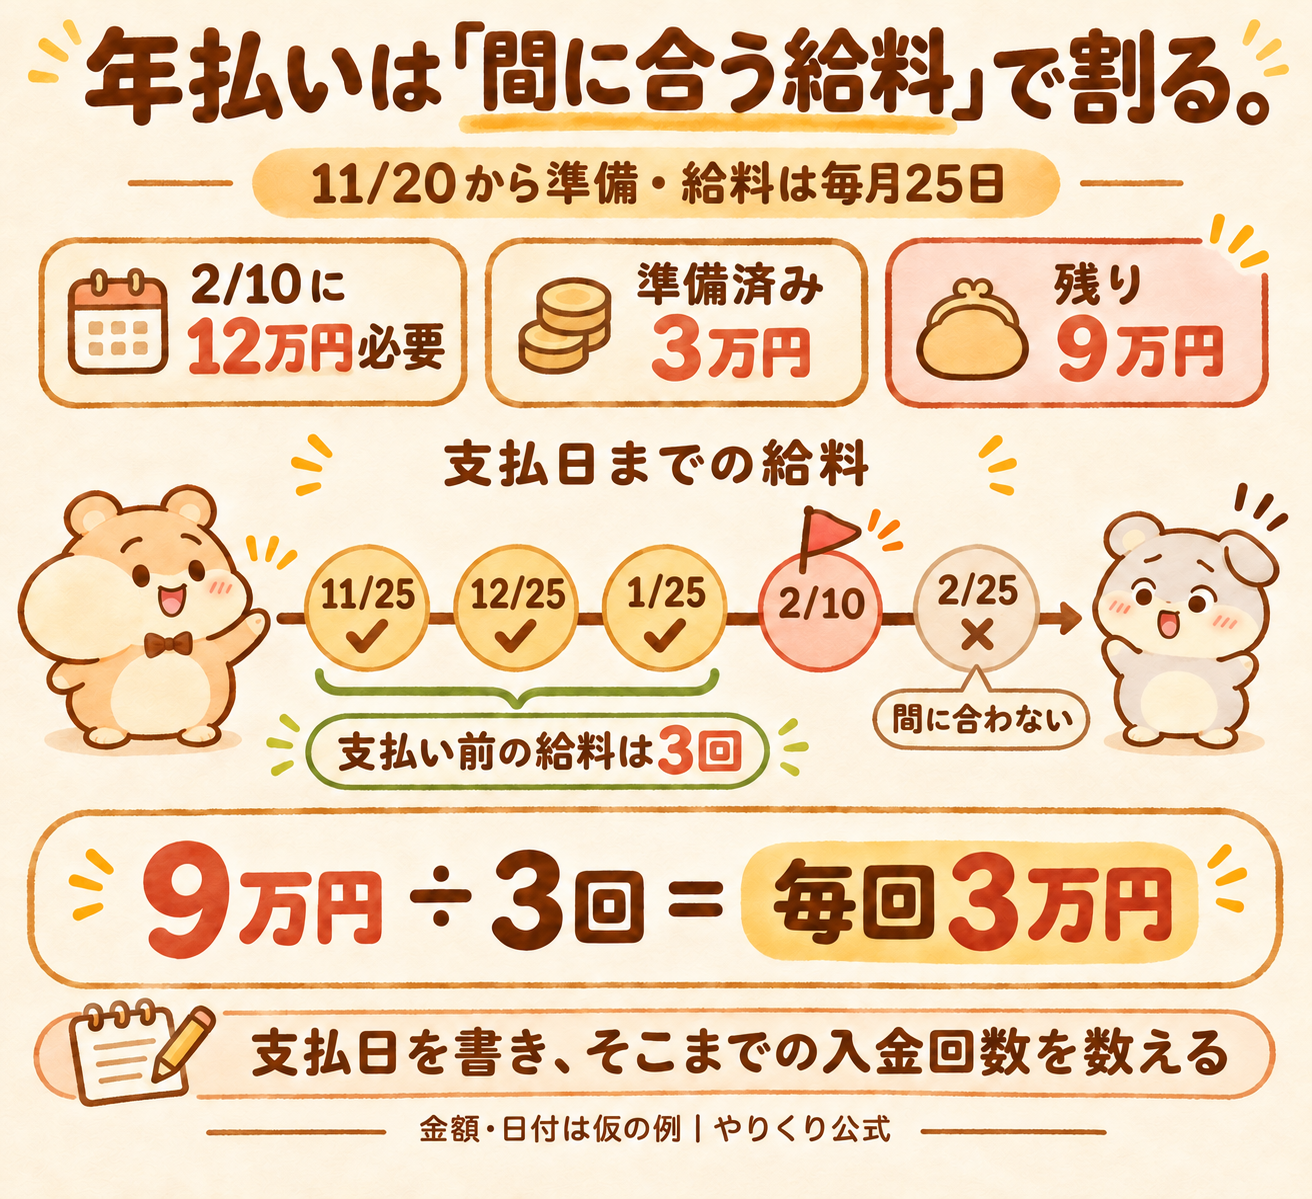 年払いは「間に合う給料」で割る。
11/20から準備・給料は毎月25日
2/10に
12万円必要
準備済み
3万円
残り
9万円
支払日までの給料
11/25
12/25
1/25
2/10
2/25
間に合わない
支払い前の給料は3回
9万円÷3回=毎回3万円
支払日を書き、そこまでの入金回数を数える
金額・日付は仮の例 | やりくり公式